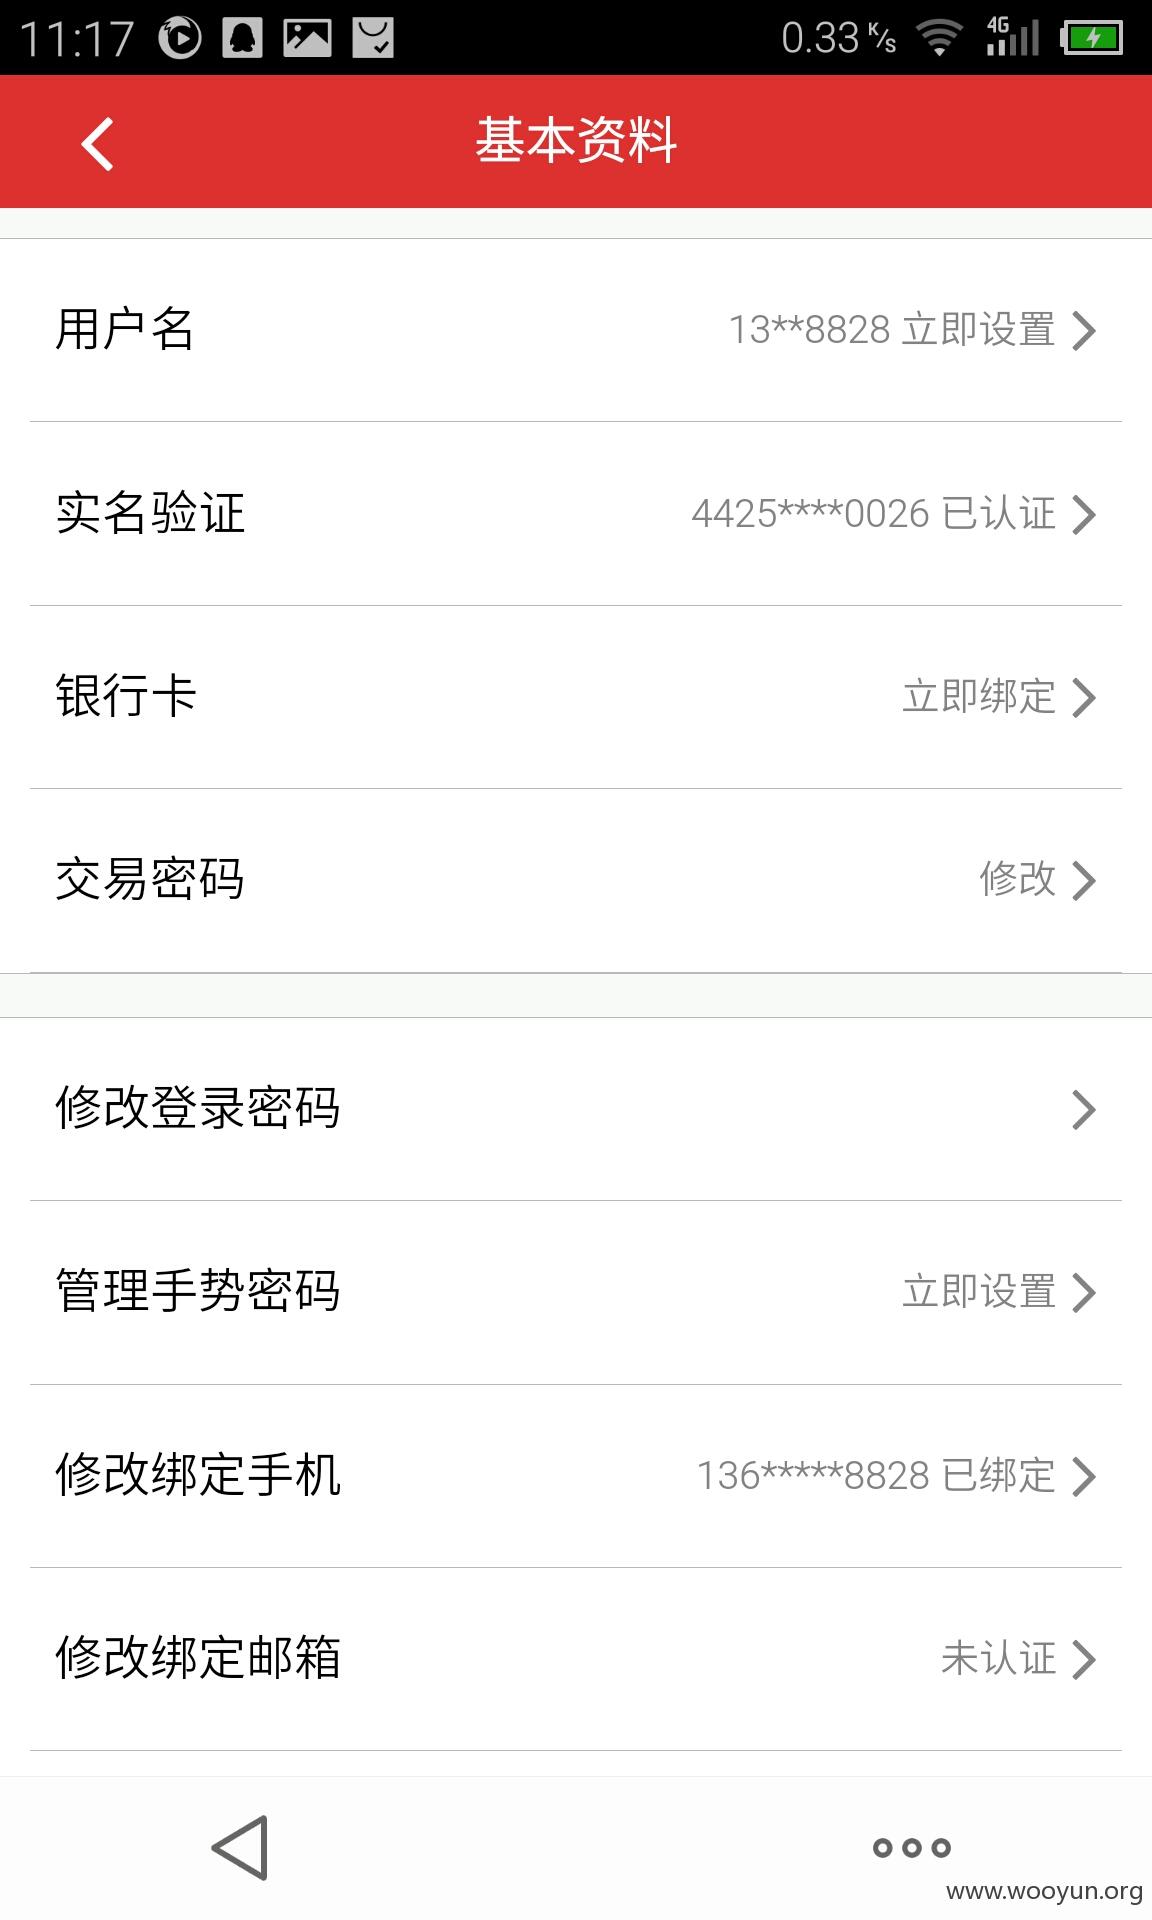 11:17 0.33 K/s 4G
基本资料
用户名 13**8828 立即设置
实名验证 4425****0026 已认证
银行卡 立即绑定
交易密码 修改
修改登录密码
管理手势密码 立即设置
修改绑定手机 136*****8828 已绑定
修改绑定邮箱 未认证
www.wooyun.org